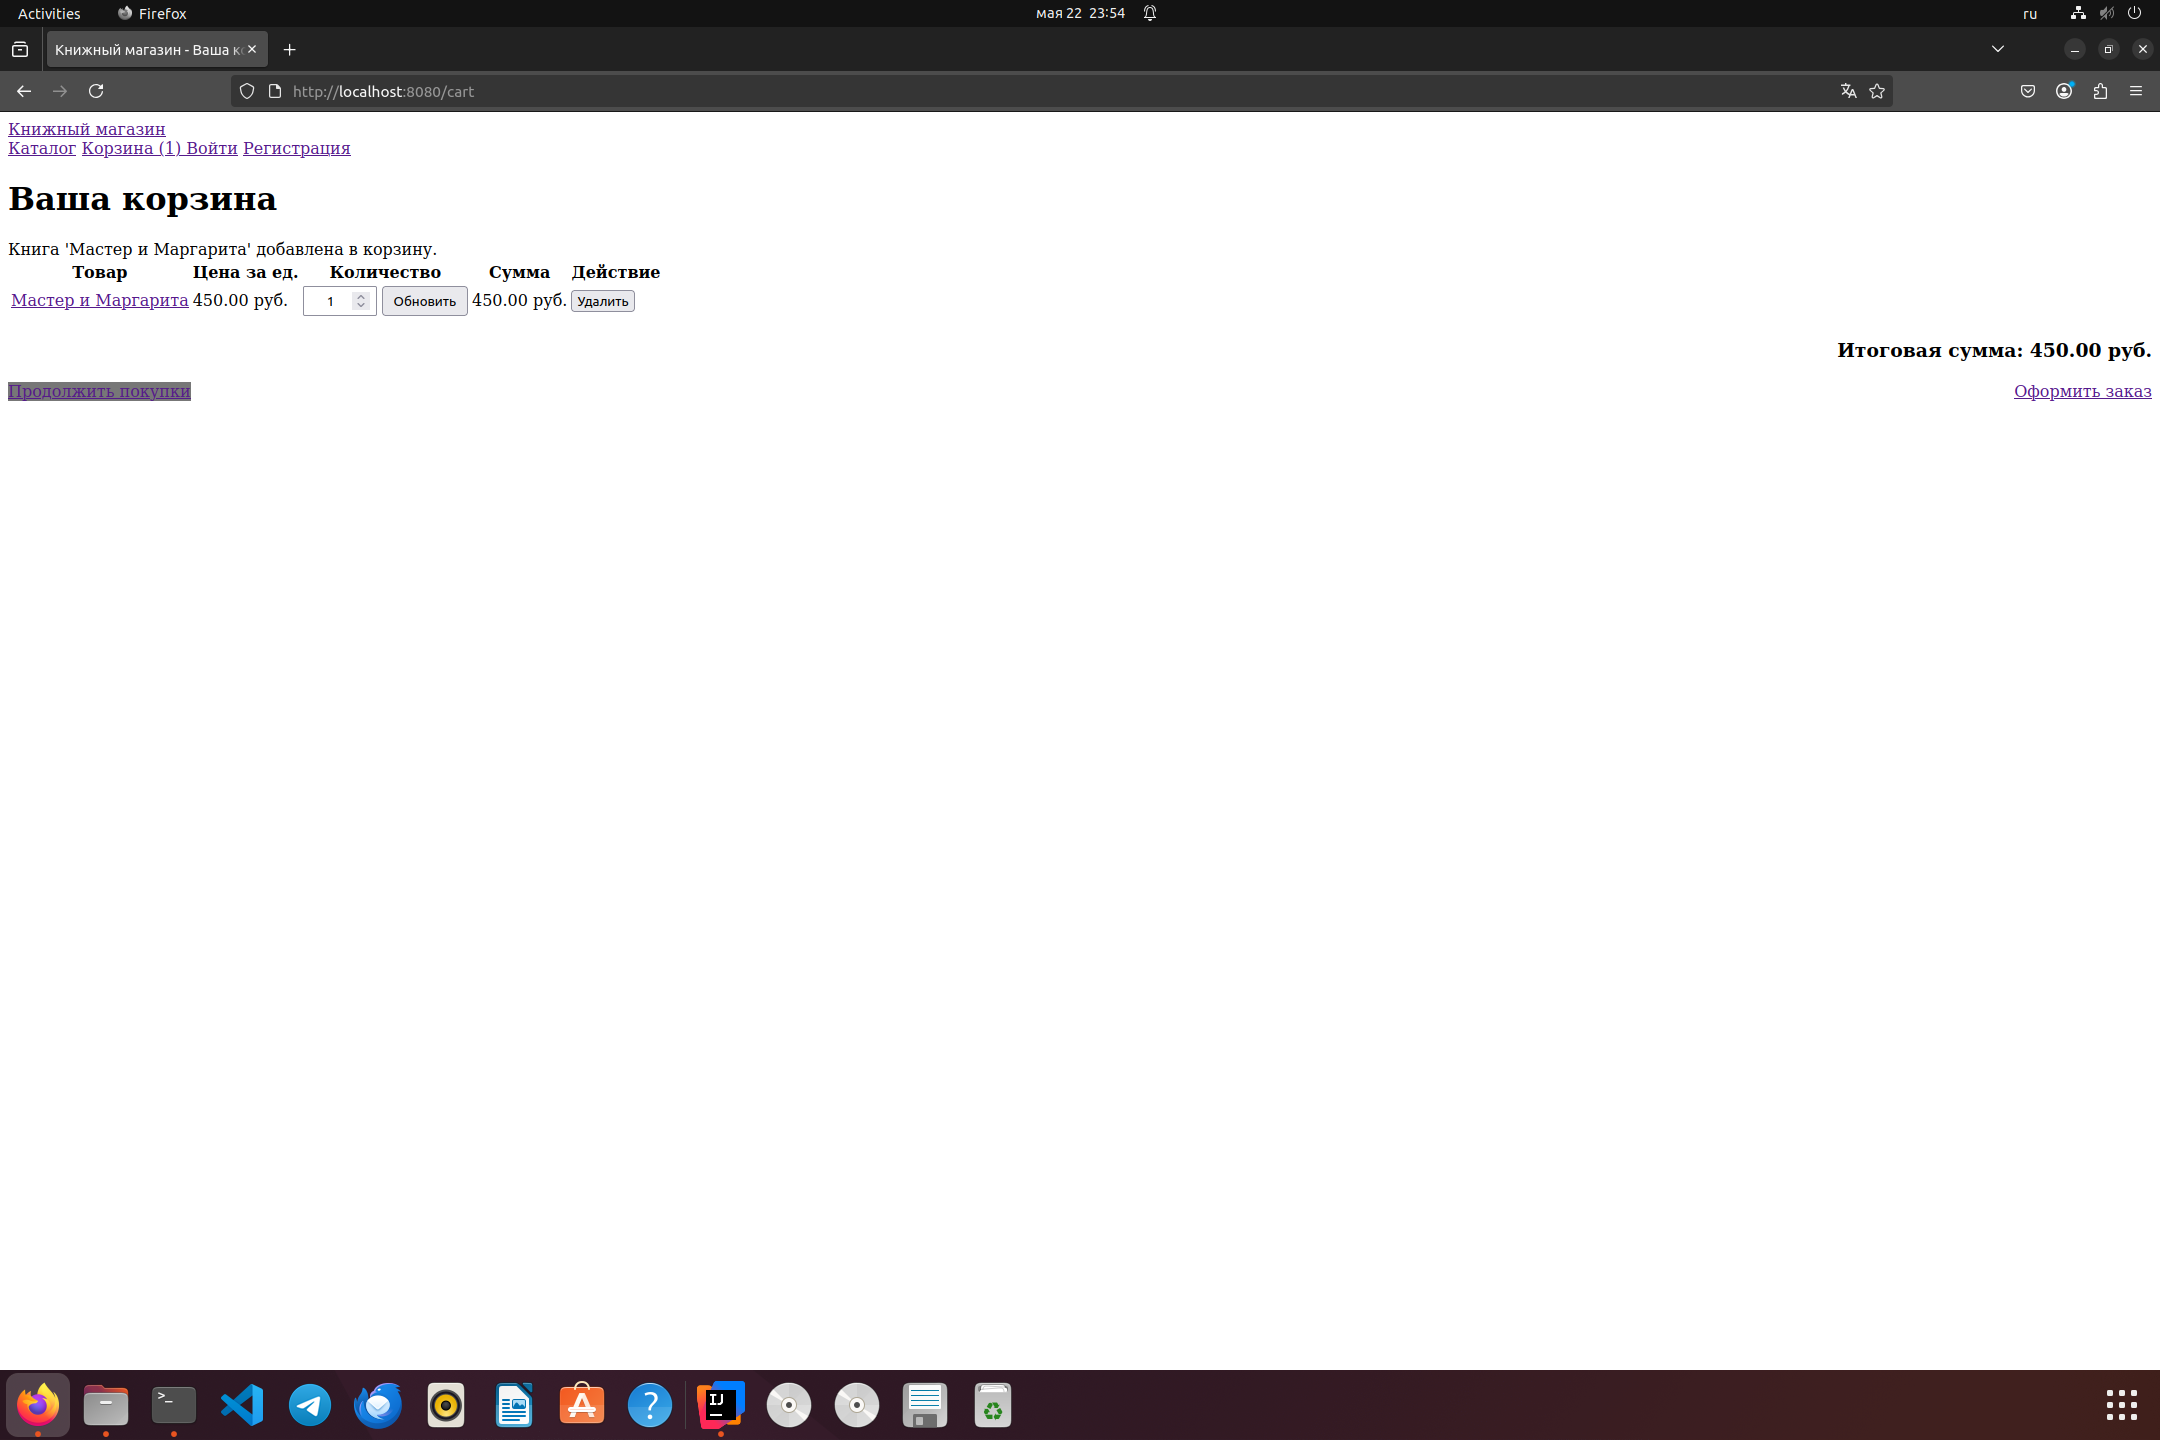 Activities Firefox мая 22 23:54 ru
Книжный магазин - Ваша к
http://localhost:8080/cart
Книжный магазин
Каталог Корзина (1) Войти Регистрация
Ваша корзина
Книга 'Мастер и Маргарита' добавлена в корзину.
Товар Цена за ед. Количество Сумма Действие
Мастер и Маргарита 450.00 руб. 1 Обновить 450.00 руб. Удалить
Итоговая сумма: 450.00 руб.
Продолжить покупки Оформить заказ